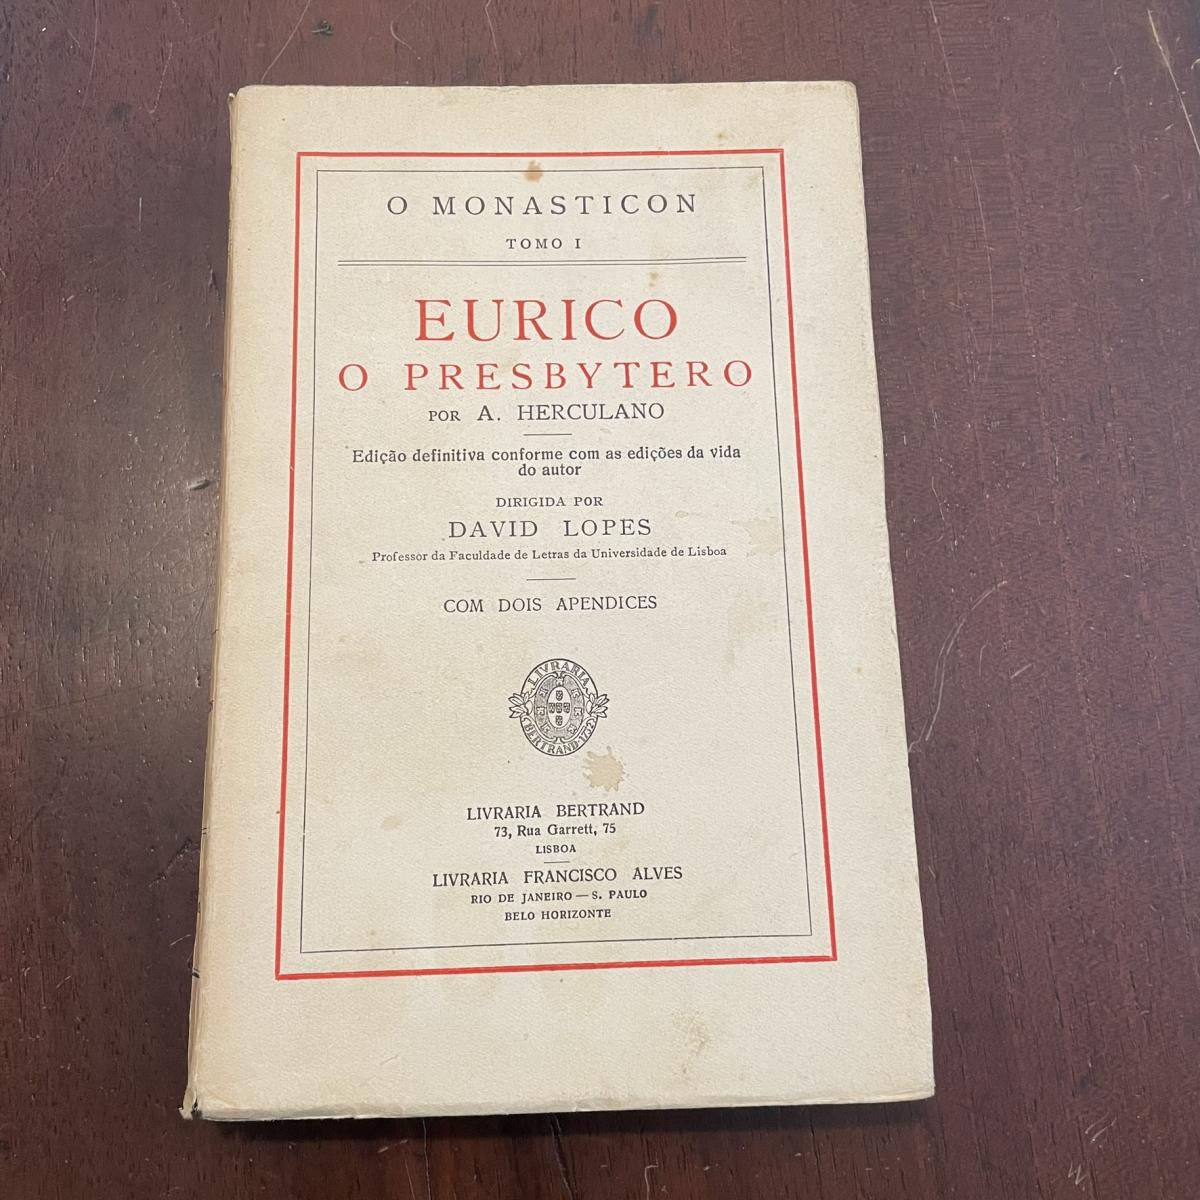 O MONASTICON
TOMO I
EURICO
O PRESBYTERO
POR A. HERCULANO
Edição definitiva conforme com as edições da vida
do autor
DIRIGIDA POR
DAVID LOPES
Professor da Faculdade de Letras da Universidade de Lisboa
COM DOIS APENDICES
LIVRARIA
BERTRAND 1732
LIVRARIA BERTRAND
73, Rua Garrett, 75
LISBOA
LIVRARIA FRANCISCO ALVES
RIO DE JANEIRO — S. PAULO
BELO HORIZONTE